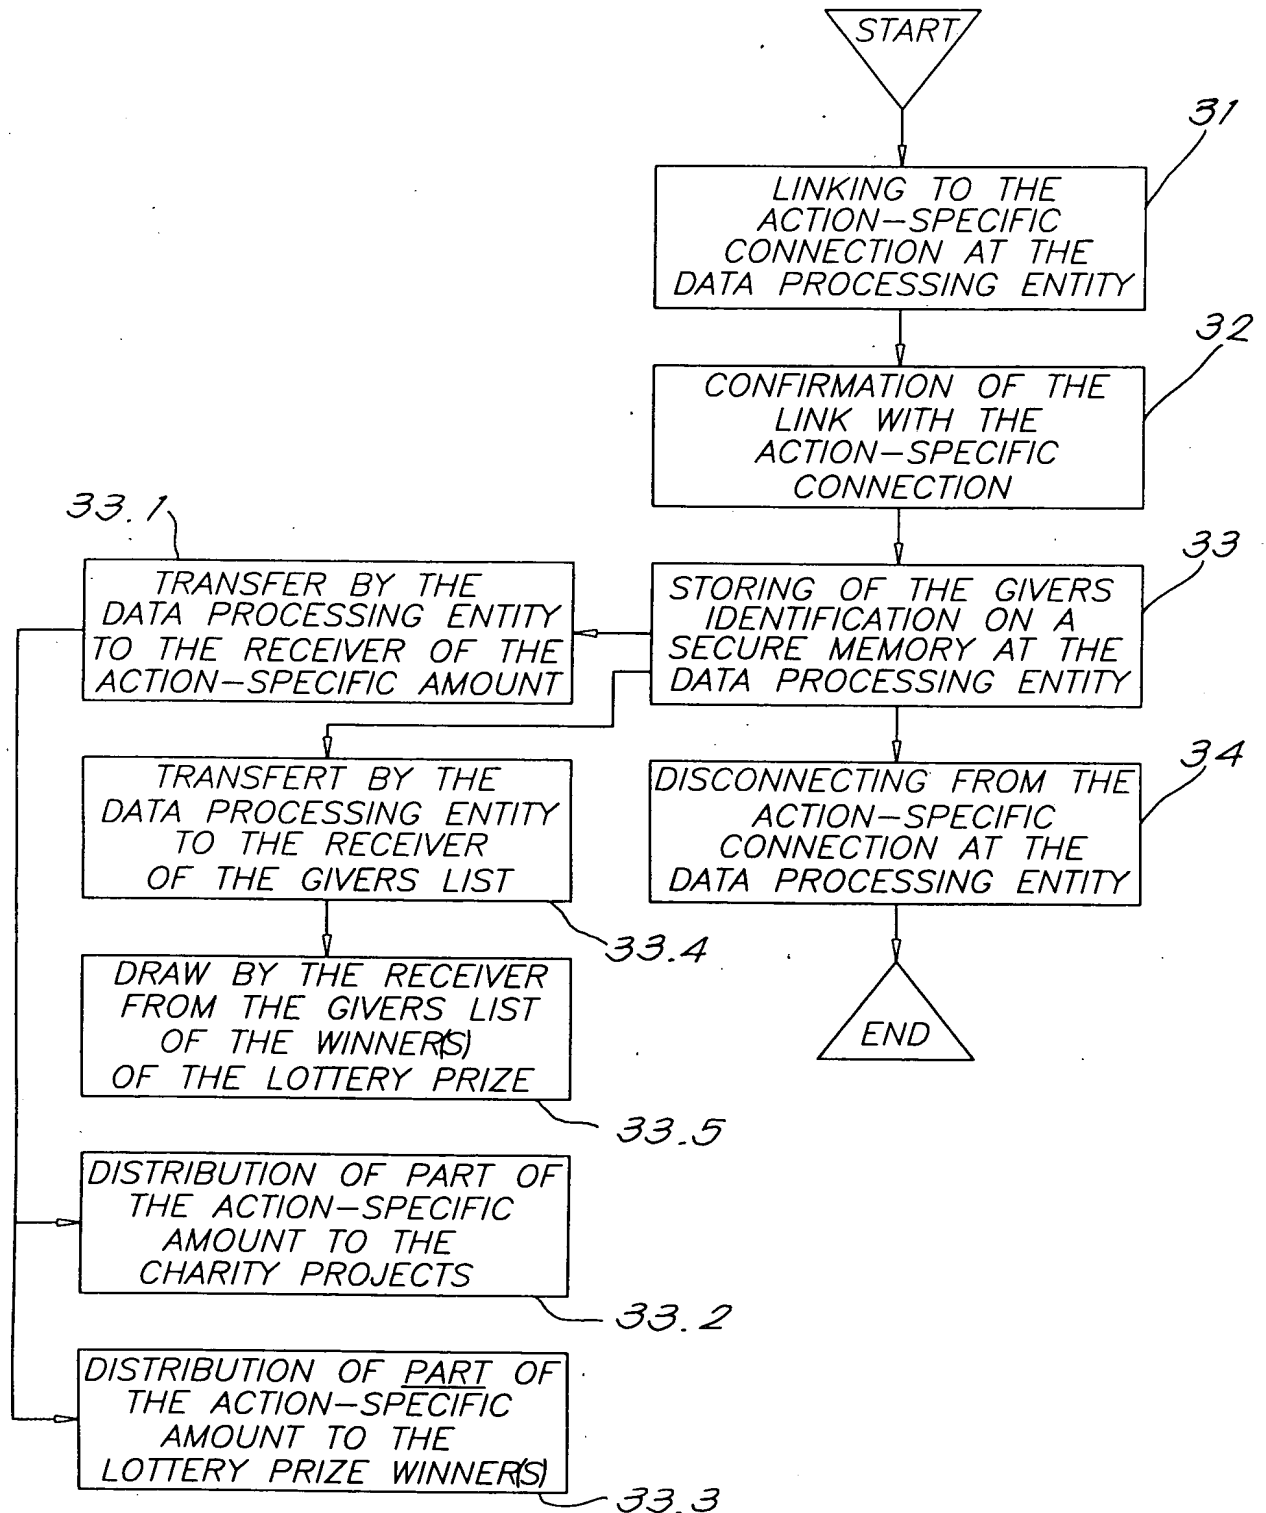 START
31
LINKING TO THE
ACTION-SPECIFIC
CONNECTION AT THE
DATA PROCESSING ENTITY
32
CONFIRMATION OF THE
LINK WITH THE
ACTION-SPECIFIC
CONNECTION
33.1
TRANSFER BY THE
DATA PROCESSING ENTITY
TO THE RECEIVER OF THE
ACTION-SPECIFIC AMOUNT
33
STORING OF THE GIVERS
IDENTIFICATION ON A
SECURE MEMORY AT THE
DATA PROCESSING ENTITY
34
TRANSFERT BY THE
DATA PROCESSING ENTITY
TO THE RECEIVER
OF THE GIVERS LIST
33.4
DISCONNECTING FROM THE
ACTION-SPECIFIC
CONNECTION AT THE
DATA PROCESSING ENTITY
DRAW BY THE RECEIVER
FROM THE GIVERS LIST
OF THE WINNER(S)
OF THE LOTTERY PRIZE
33.5
END
DISTRIBUTION OF PART OF
THE ACTION-SPECIFIC
AMOUNT TO THE
CHARITY PROJECTS
33.2
DISTRIBUTION OF PART OF
THE ACTION-SPECIFIC
AMOUNT TO THE
LOTTERY PRIZE WINNER(S)
33.3